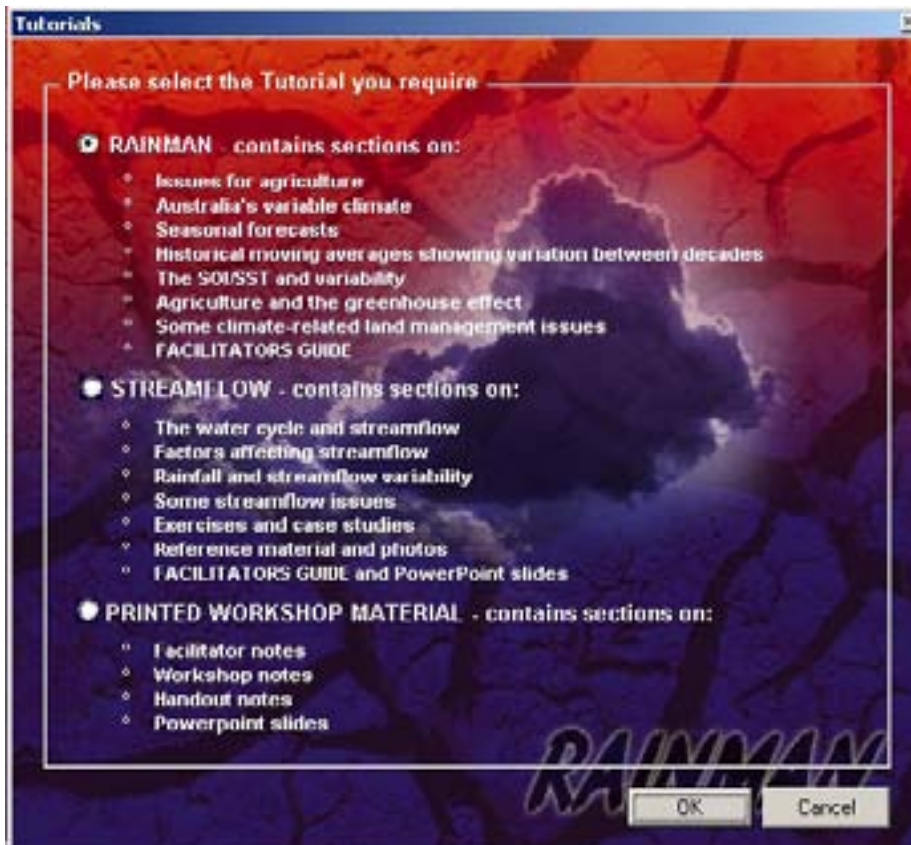 Tutorials
Please select the Tutorial you require
RAINMAN - contains sections on:
Issues for agriculture
Australia's variable climate
Seasonal forecasts
Historical moving averages showing variation between decades
The SOI/SST and variability
Agriculture and the greenhouse effect
Some climate-related land management issues
FACILITATORS GUIDE
STREAMFLOW - contains sections on:
The water cycle and streamflow
Factors affecting streamflow
Rainfall and streamflow variability
Some streamflow issues
Exercises and case studies
Reference material and photos
FACILITATORS GUIDE and PowerPoint slides
PRINTED WORKSHOP MATERIAL - contains sections on:
Facilitator notes
Workshop notes
Handout notes
Powerpoint slides
RAINMAN
OK Cancel